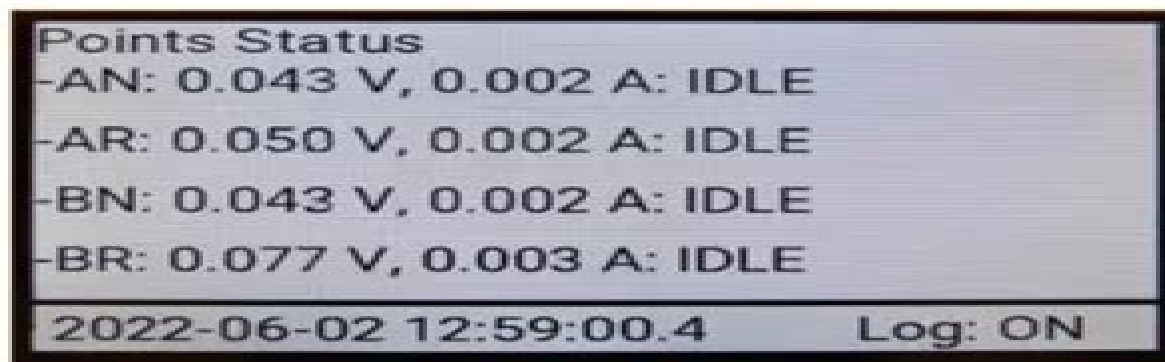 Points Status
-AN: 0.043 V, 0.002 A: IDLE
-AR: 0.050 V, 0.002 A: IDLE
-BN: 0.043 V, 0.002 A: IDLE
-BR: 0.077 V, 0.003 A: IDLE
2022-06-02 12:59:00.4 Log: ON